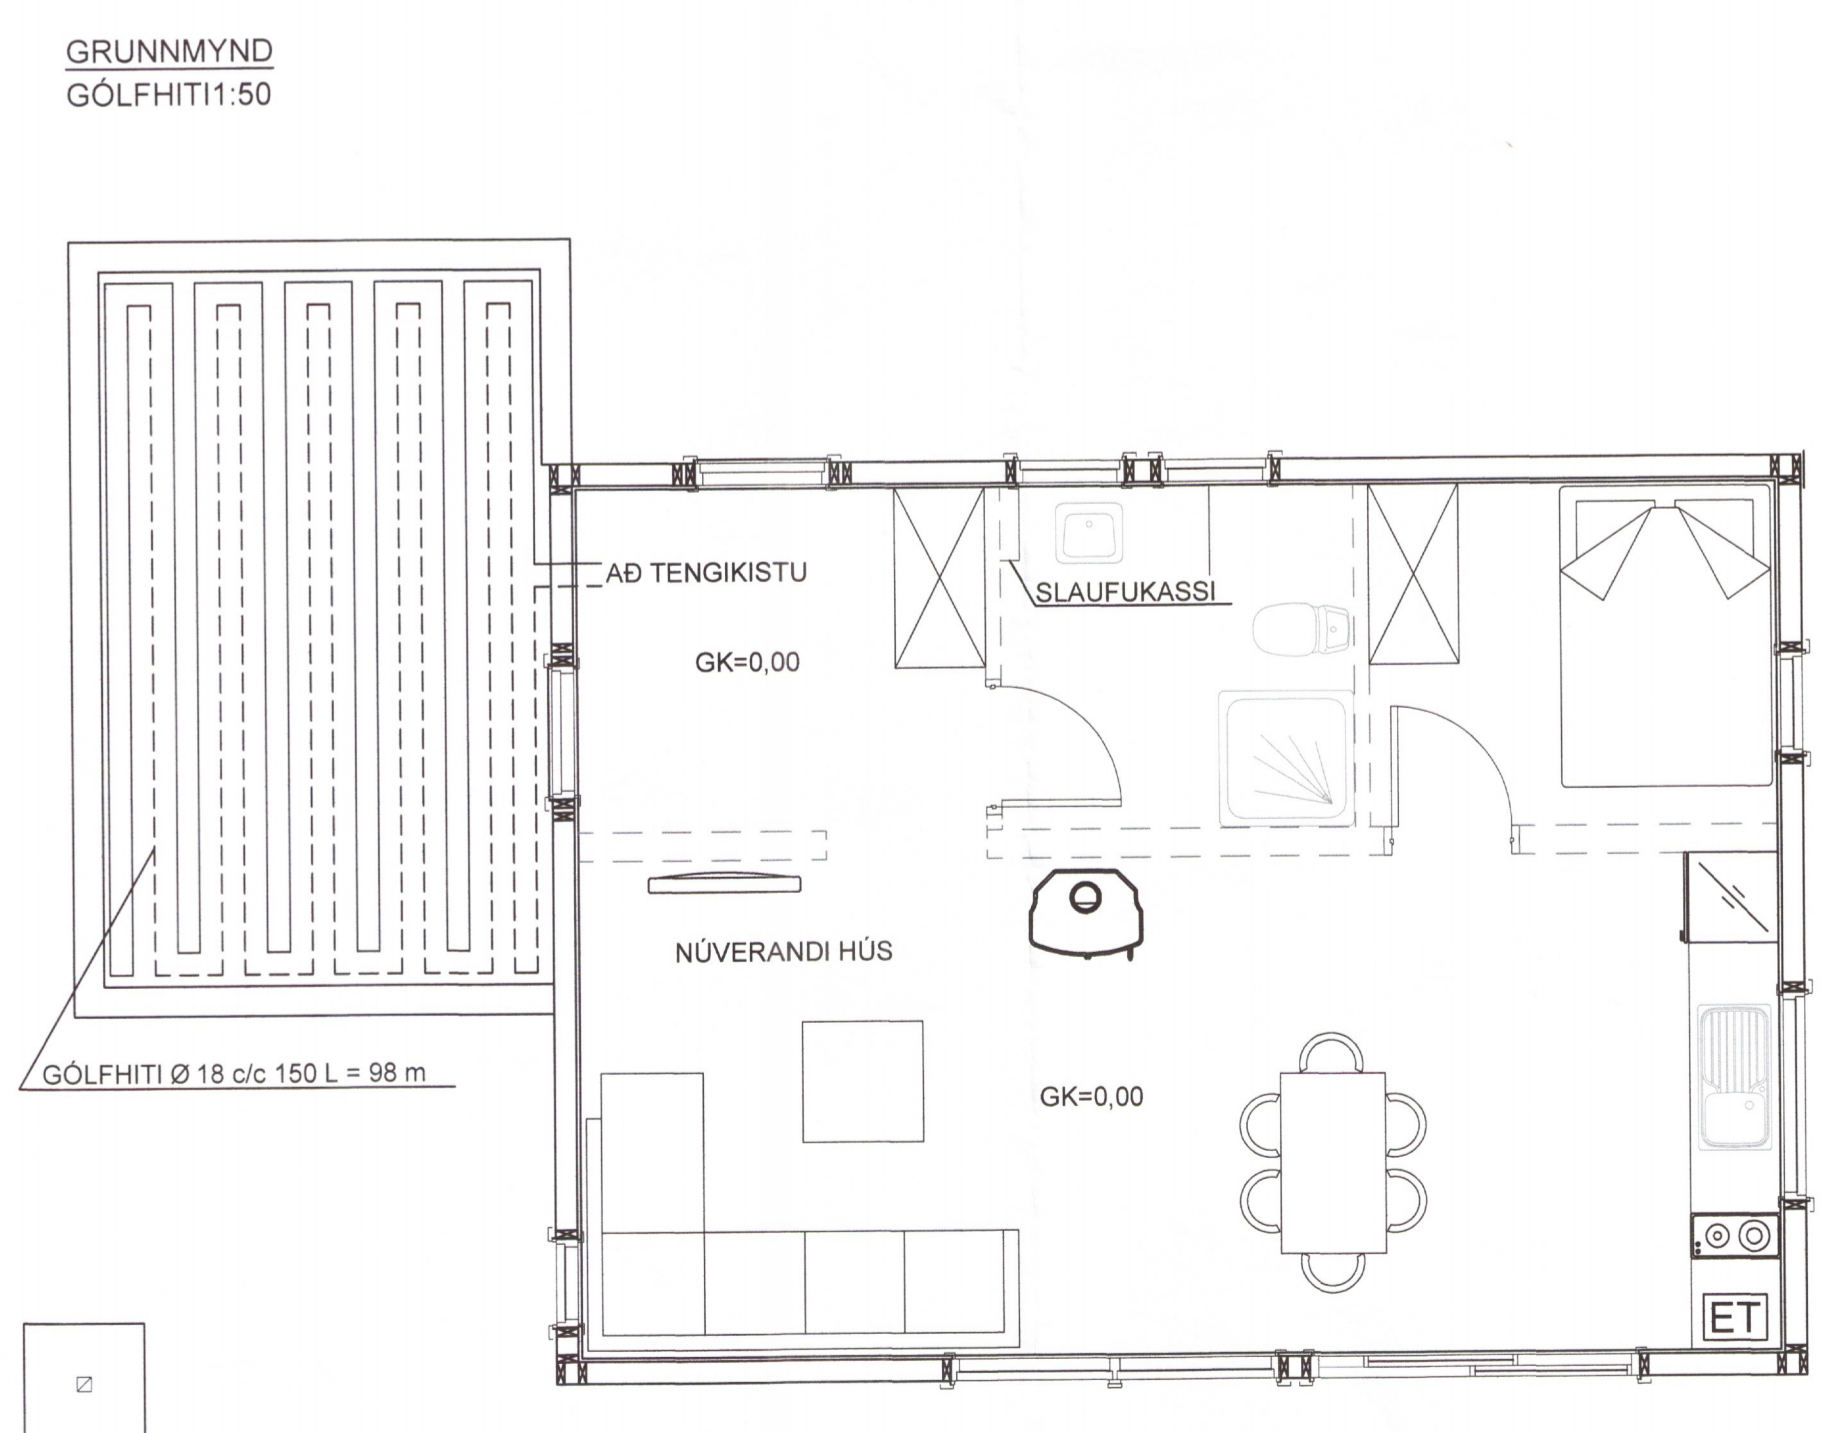 GRUNNMYND
GÓLFHITI1:50
AÐ TENGIKISTU
SLAUFUKASSI
GK=0,00
NÚVERANDI HÚS
GÓLFHITI Ø 18 c/c 150 L = 98 m
GK=0,00
ET